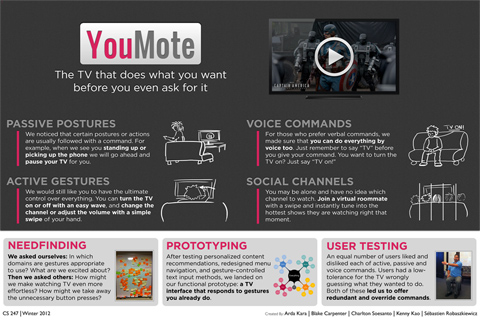 YouMote
The TV that does what you want
before you even ask for it
CAPTAIN AMERICA
PASSIVE POSTURES
We noticed that certain postures or actions
are usually followed with a command. For
example, when we see you standing up or
picking up the phone we will go ahead and
pause your TV for you.
VOICE COMMANDS
For those who prefer verbal commands, we
made sure that you can do everything by
voice too. Just remember to say "TV" before
you give your command. You want to turn the
TV on? Just say "TV on!"
TV ON!
ACTIVE GESTURES
We would still like you to have the ultimate
control over everything. You can turn the TV
on or off with an easy wave, and change the
channel or adjust the volume with a simple
swipe of your hand.
SOCIAL CHANNELS
You may be alone and have no idea which
channel to watch. Join a virtual roommate
with a swipe and instantly tune into the
hottest shows they are watching right that
moment.
NEEDFINDING
We asked ourselves: In which
domains are gestures appropriate
to use? What are we excited about?
Then we asked others: How might
we make watching TV even more
effortless? How might we take away
the unnecessary button presses?
PROTOTYPING
After testing personalized content
recommendations, redesigned menu
navigation, and gesture-controlled
text input methods, we landed on
our functional prototype: a TV
interface that responds to gestures
you already do.
USER TESTING
An equal number of users liked and
disliked each of active, passive and
voice commands. Users had a low-
tolerance for the TV wrongly
guessing what they wanted to do.
Both of these led us to offer
redundant and override commands.
CS 247 | Winter 2012
Created By Arda Kara | Blake Carpenter | Charlton Soesanto | Kenny Kao | Sébastien Robaszkiewicz